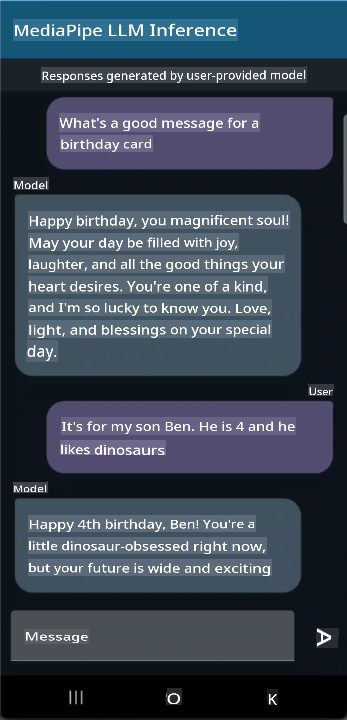 MediaPipe LLM Inference
Responses generated by user-provided model
What's a good message for a
birthday card
Model
Happy birthday, you magnificent soul!
May your day be filled with joy,
laughter, and all the good things your
heart desires. You're one of a kind,
and I'm so lucky to know you. Love,
light, and blessings on your special
day.
User
It's for my son Ben. He is 4 and he
likes dinosaurs
Model
Happy 4th birthday, Ben! You're a
little dinosaur-obsessed right now,
but your future is wide and exciting
Message